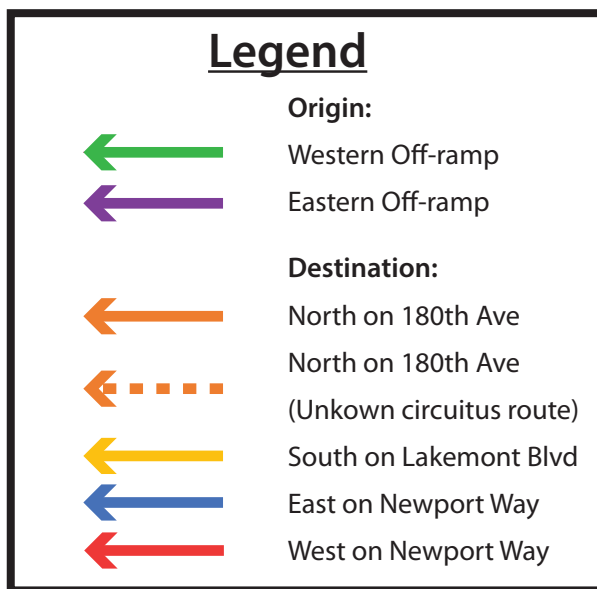 Legend
Origin:
Western Off-ramp
Eastern Off-ramp
Destination:
North on 180th Ave
North on 180th Ave
(Unkown circuitus route)
South on Lakemont Blvd
East on Newport Way
West on Newport Way